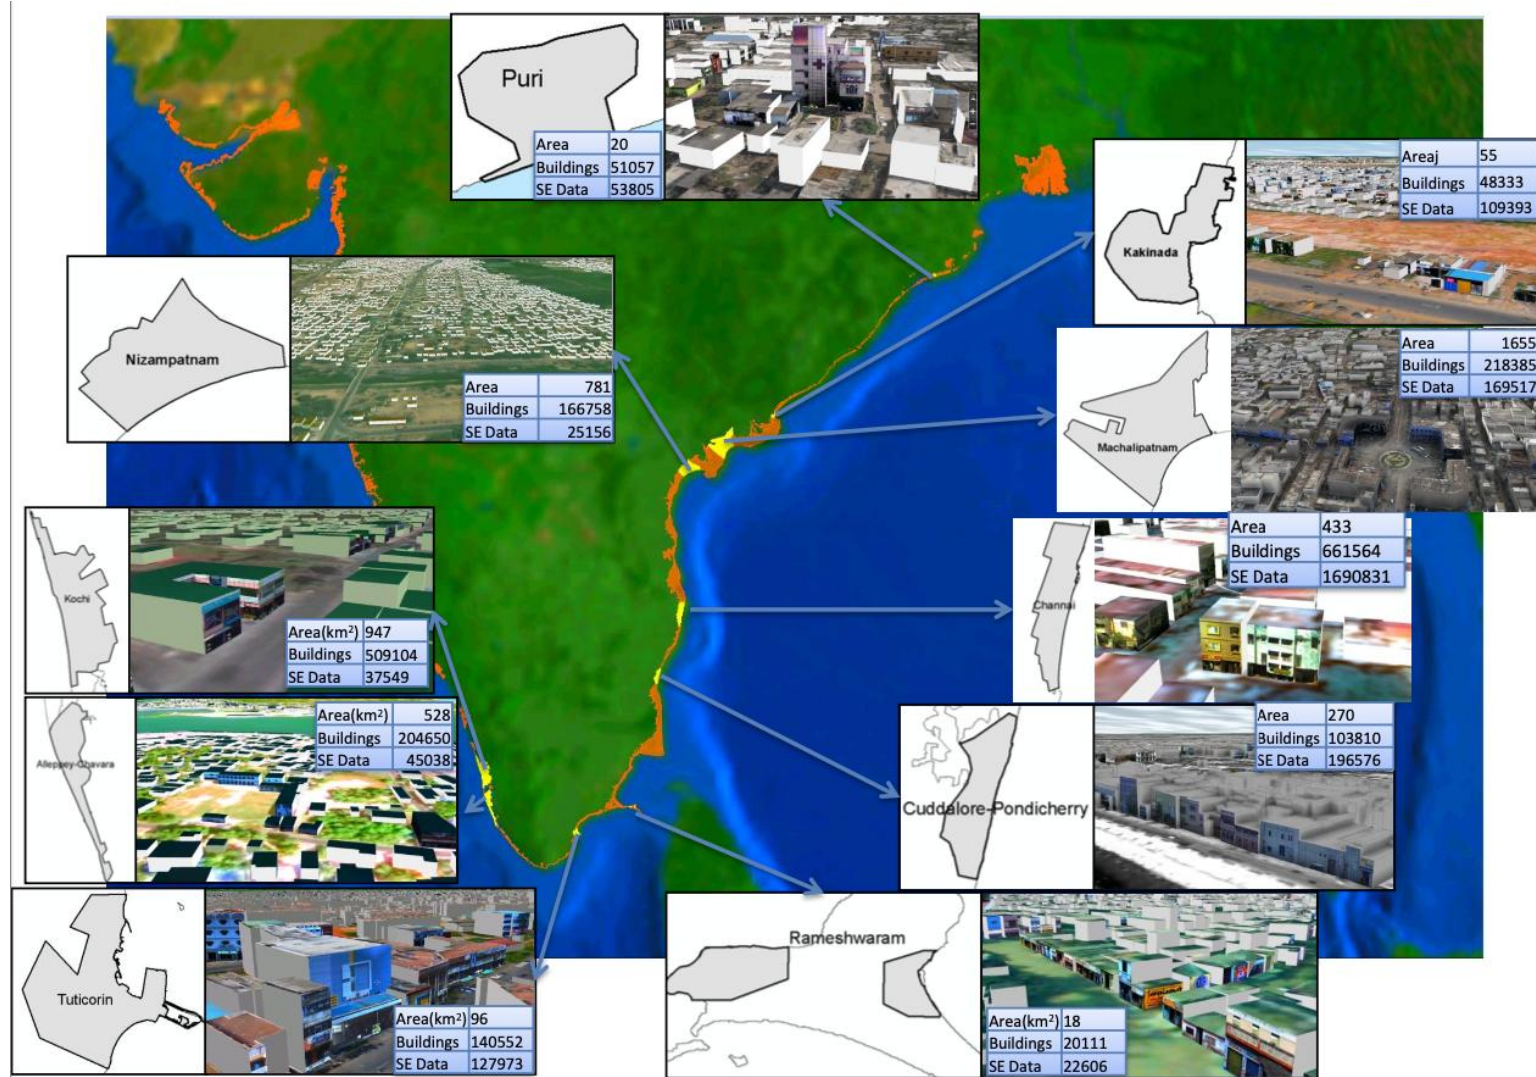 Puri
Area 20
Buildings 51057
SE Data 53805
Kakinada
Areaj 55
Buildings 48333
SE Data 109393
Nizampatnam
Area 781
Buildings 166758
SE Data 25156
Machalipatnam
Area 1655
Buildings 218385
SE Data 169517
Kochi
Area(km²) 947
Buildings 509104
SE Data 37549
Channai
Area 433
Buildings 661564
SE Data 1690831
Alleppey-Chavara
Area(km²) 528
Buildings 204650
SE Data 45038
Cuddalore-Pondicherry
Area 270
Buildings 103810
SE Data 196576
Tuticorin
Area(km²) 96
Buildings 140552
SE Data 127973
Rameshwaram
Area(km²) 18
Buildings 20111
SE Data 22606